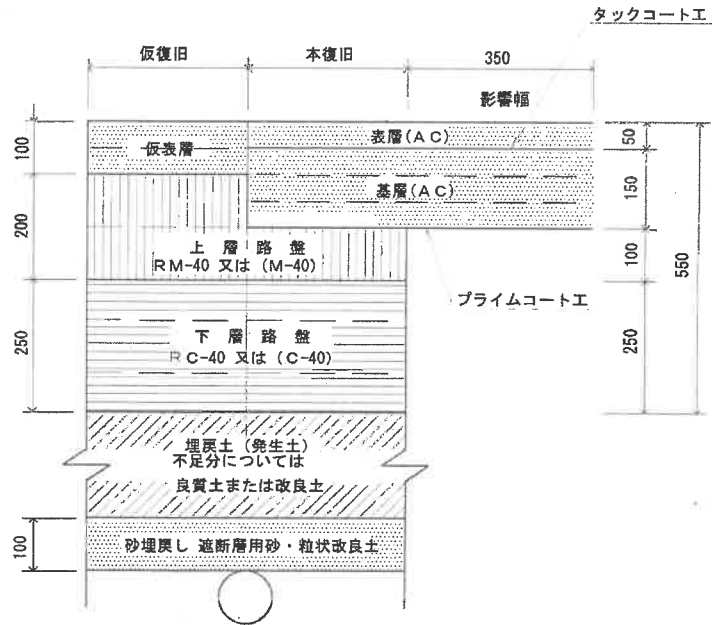 タックコート工
仮復旧
本復旧
350
影響幅
表層(AC)
仮表層
基層(AC)
100
50
150
200
上層路盤
RM-40 又は (M-40)
100
550
プライムコート工
250
下層路盤
RC-40 又は (C-40)
250
埋戻土 (発生土)
不足分については
良質土または改良土
100
砂埋戻し 遮断層用砂・粒状改良土